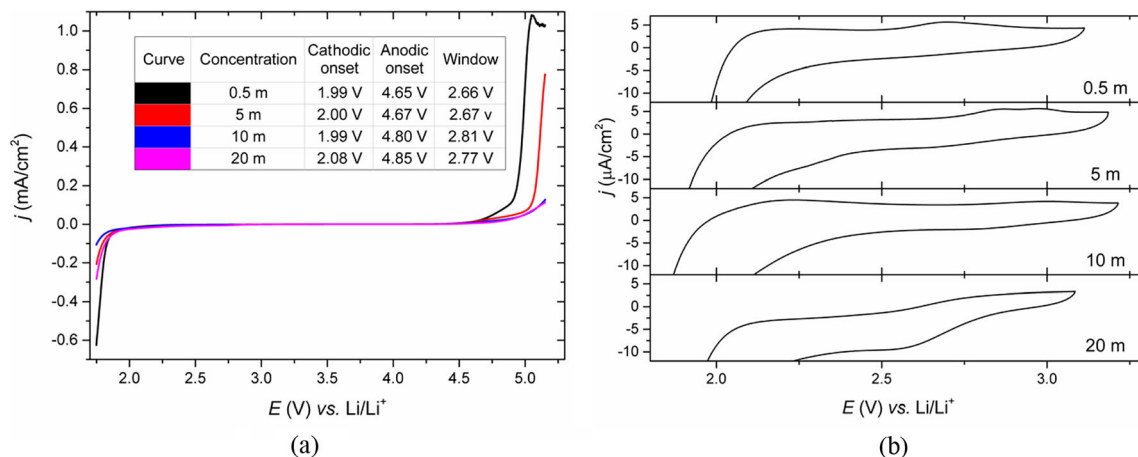 (a)
j (mA/cm²)
1.0
0.8
0.6
0.4
0.2
0.0
-0.2
-0.4
-0.6
Curve Concentration Cathodic onset Anodic onset Window
0.5 m 1.99 V 4.65 V 2.66 V
5 m 2.00 V 4.67 V 2.67 v
10 m 1.99 V 4.80 V 2.81 V
20 m 2.08 V 4.85 V 2.77 V
2.0 2.5 3.0 3.5 4.0 4.5 5.0
E (V) vs. Li/Li⁺
(a)
(b)
j (μA/cm²)
5
0
-5
-10
0.5 m
5
0
-5
-10
5 m
5
0
-5
-10
10 m
5
0
-5
-10
20 m
2.0 2.5 3.0
E (V) vs. Li/Li⁺
(b)